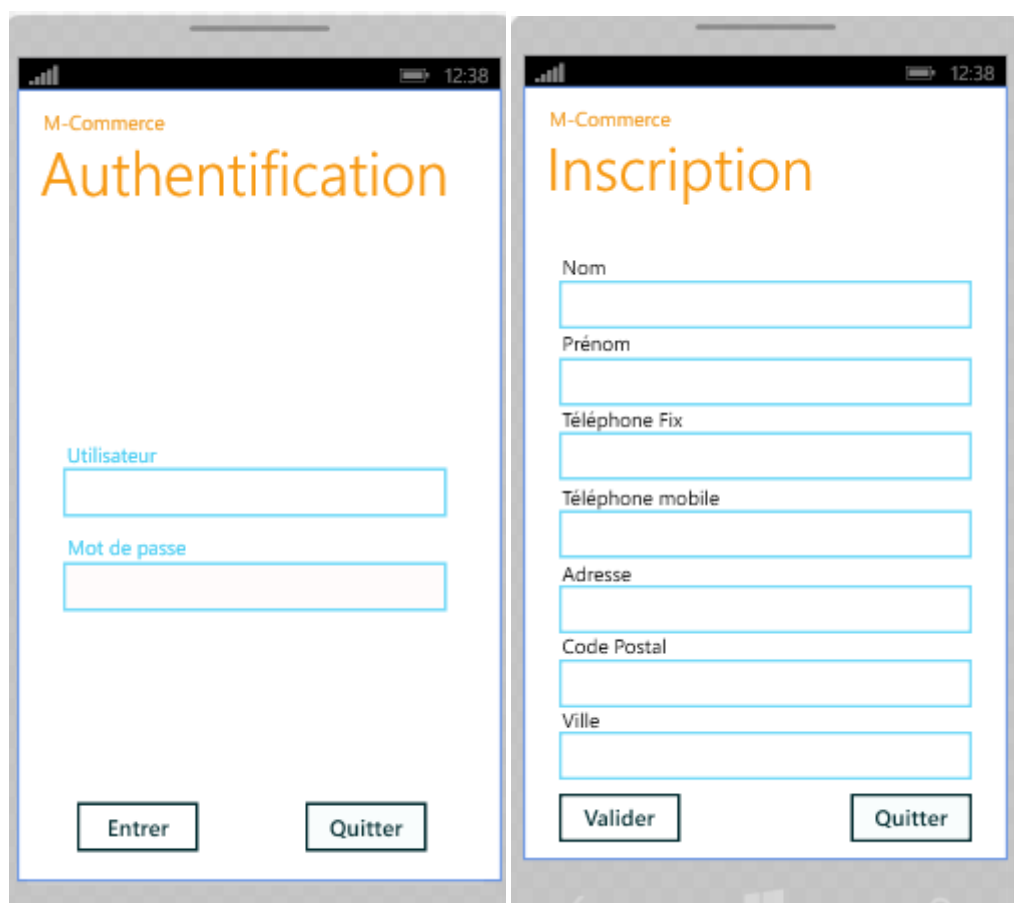 12:38
M-Commerce
Authentification
Utilisateur
Mot de passe
Entrer
Quitter
12:38
M-Commerce
Inscription
Nom
Prénom
Téléphone Fix
Téléphone mobile
Adresse
Code Postal
Ville
Valider
Quitter